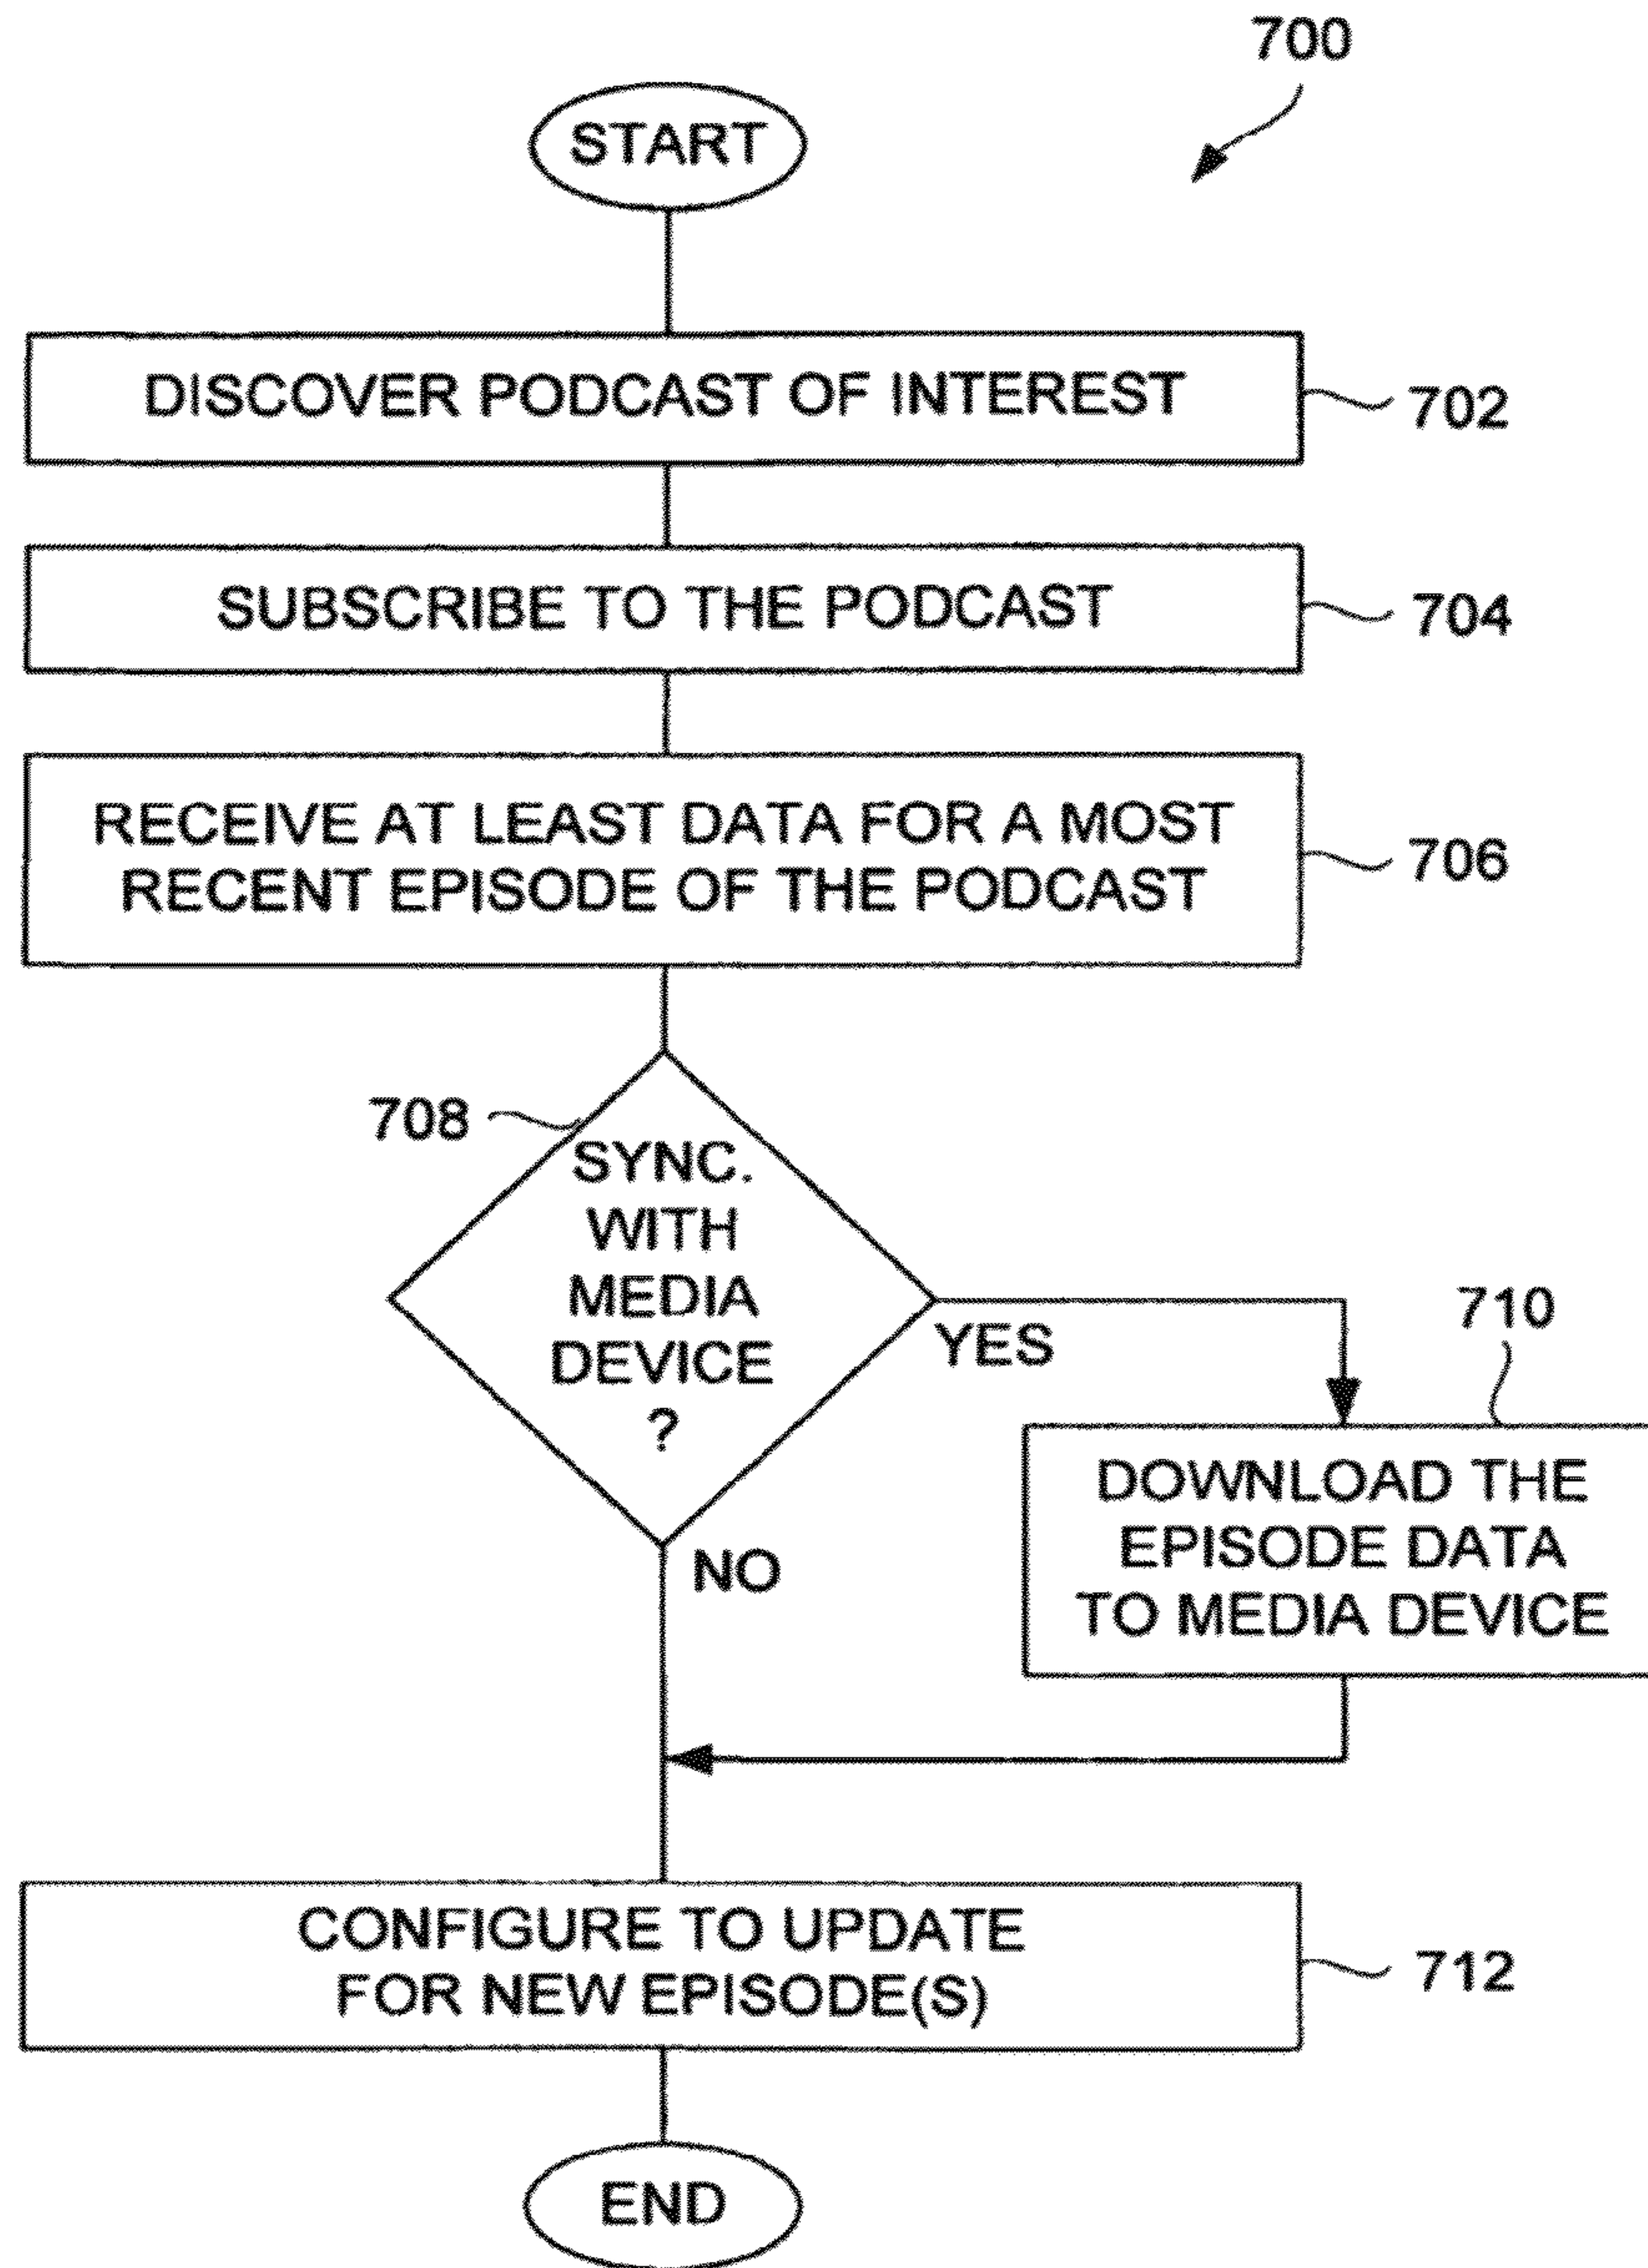 700
START
DISCOVER PODCAST OF INTEREST
702
SUBSCRIBE TO THE PODCAST
704
RECEIVE AT LEAST DATA FOR A MOST
RECENT EPISODE OF THE PODCAST
706
708
SYNC.
WITH
MEDIA
DEVICE
?
YES
NO
710
DOWNLOAD THE
EPISODE DATA
TO MEDIA DEVICE
CONFIGURE TO UPDATE
FOR NEW EPISODE(S)
712
END